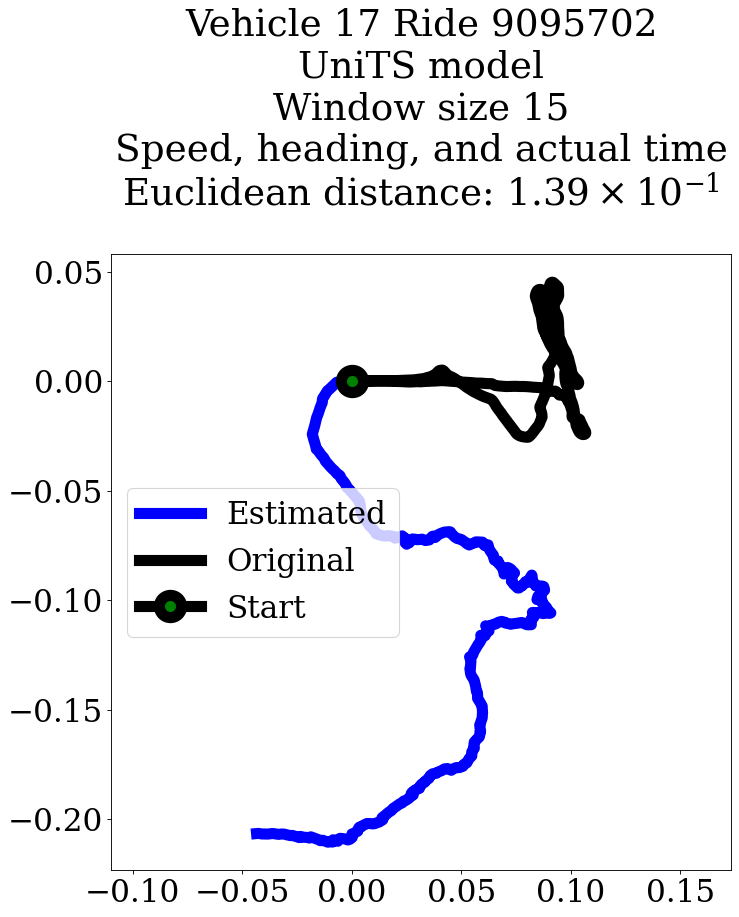 Vehicle 17 Ride 9095702
UniTS model
Window size 15
Speed, heading, and actual time
Euclidean distance: 1.39 × 10⁻¹
0.05
0.00
−0.05
−0.10
−0.15
−0.20
Estimated
Original
Start
−0.10 −0.05 0.00 0.05 0.10 0.15